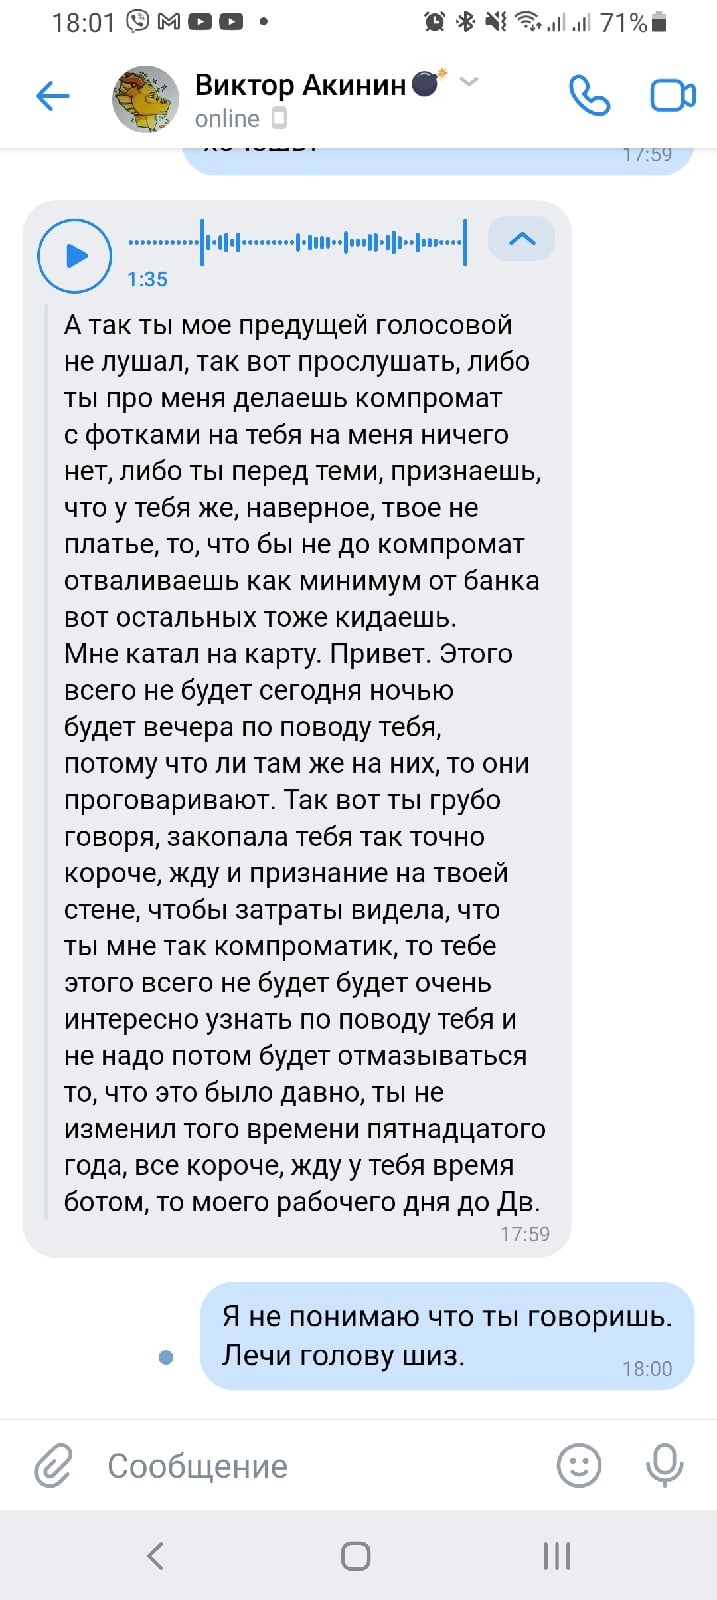 18:01
71%
Виктор Акинин
online
17:59
1:35
А так ты мое предущей голосовой
не лушал, так вот прослушать, либо
ты про меня делаешь компромат
с фотками на тебя на меня ничего
нет, либо ты перед теми, признаешь,
что у тебя же, наверное, твое не
платье, то, что бы не до компромат
отваливаешь как минимум от банка
вот остальных тоже кидаешь.
Мне катал на карту. Привет. Этого
всего не будет сегодня ночью
будет вечера по поводу тебя,
потому что ли там же на них, то они
проговаривают. Так вот ты грубо
говоря, закопала тебя так точно
короче, жду и признание на твоей
стене, чтобы затраты видела, что
ты мне так компроматик, то тебе
этого всего не будет будет очень
интересно узнать по поводу тебя и
не надо потом будет отмазываться
то, что это было давно, ты не
изменил того времени пятнадцатого
года, все короче, жду у тебя время
ботом, то моего рабочего дня до Дв.
17:59
Я не понимаю что ты говоришь.
Лечи голову шиз.
18:00
Сообщение